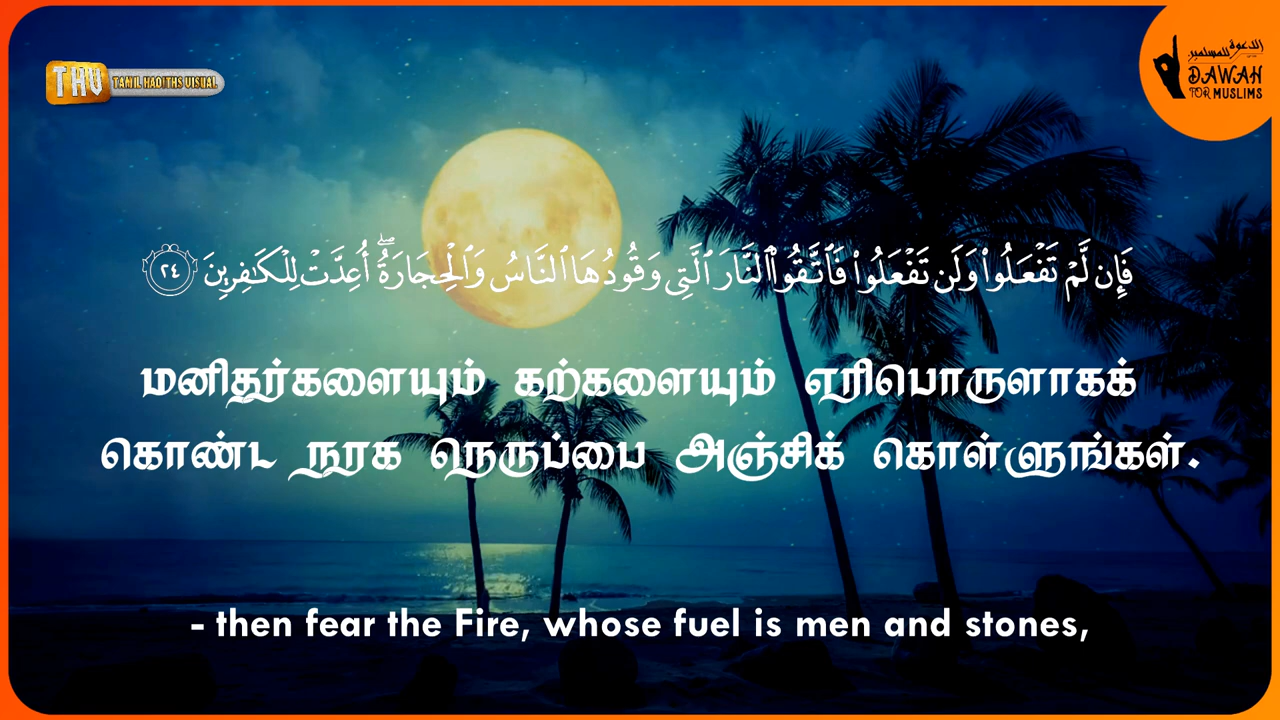 THV
TAMIL HADITHS VISUAL
الدعوة للمسلمين
DAWAH
FOR MUSLIMS
فَإِن لَّمْ تَفْعَلُوا۟ وَلَن تَفْعَلُوا۟ فَٱتَّقُوا۟ ٱلنَّارَ ٱلَّتِى وَقُودُهَا ٱلنَّاسُ وَٱلْحِجَارَةُ ۖ أُعِدَّتْ لِلْكَـٰفِرِينَ ٢٤
மனிதர்களையும் கற்களையும் எரிபொருளாகக்
கொண்ட நரக நெருப்பை அஞ்சிக் கொள்ளுங்கள்.
- then fear the Fire, whose fuel is men and stones,